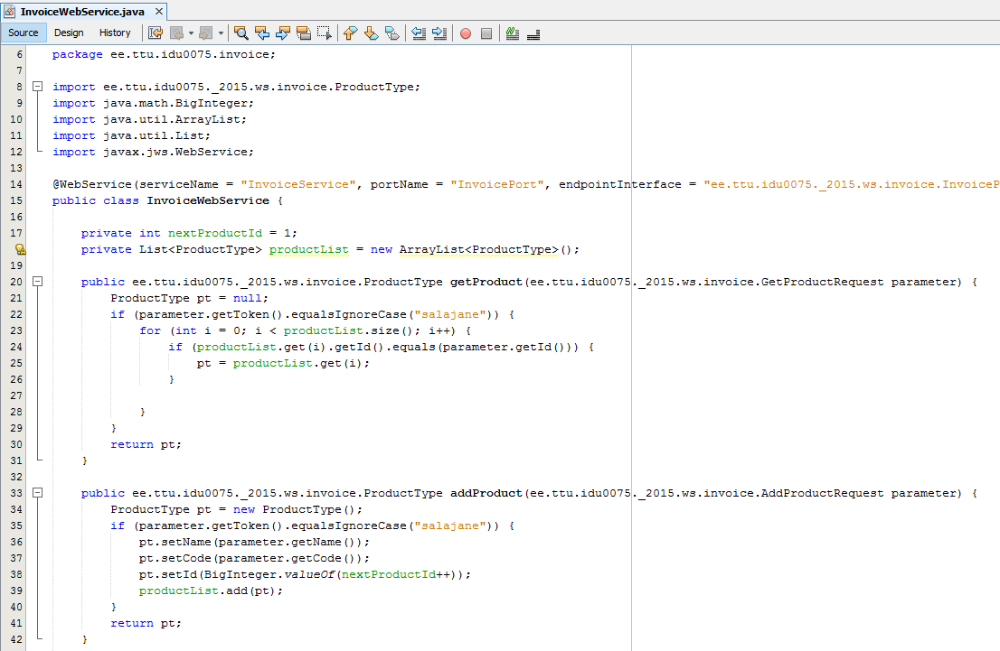 InvoiceWebService.java
Source Design History
6 package ee.ttu.idu0075.invoice;
7
8 import ee.ttu.idu0075._2015.ws.invoice.ProductType;
9 import java.math.BigInteger;
10 import java.util.ArrayList;
11 import java.util.List;
12 import javax.jws.WebService;
13
14 @WebService(serviceName = "InvoiceService", portName = "InvoicePort", endpointInterface = "ee.ttu.idu0075._2015.ws.invoice.InvoiceP
15 public class InvoiceWebService {
16
17 private int nextProductId = 1;
private List<ProductType> productList = new ArrayList<ProductType>();
19
20 public ee.ttu.idu0075._2015.ws.invoice.ProductType getProduct(ee.ttu.idu0075._2015.ws.invoice.GetProductRequest parameter) {
21 ProductType pt = null;
22 if (parameter.getToken().equalsIgnoreCase("salajane")) {
23 for (int i = 0; i < productList.size(); i++) {
24 if (productList.get(i).getId().equals(parameter.getId())) {
25 pt = productList.get(i);
26 }
27
28 }
29 }
30 return pt;
31 }
32
33 public ee.ttu.idu0075._2015.ws.invoice.ProductType addProduct(ee.ttu.idu0075._2015.ws.invoice.AddProductRequest parameter) {
34 ProductType pt = new ProductType();
35 if (parameter.getToken().equalsIgnoreCase("salajane")) {
36 pt.setName(parameter.getName());
37 pt.setCode(parameter.getCode());
38 pt.setId(BigInteger.valueOf(nextProductId++));
39 productList.add(pt);
40 }
41 return pt;
42 }